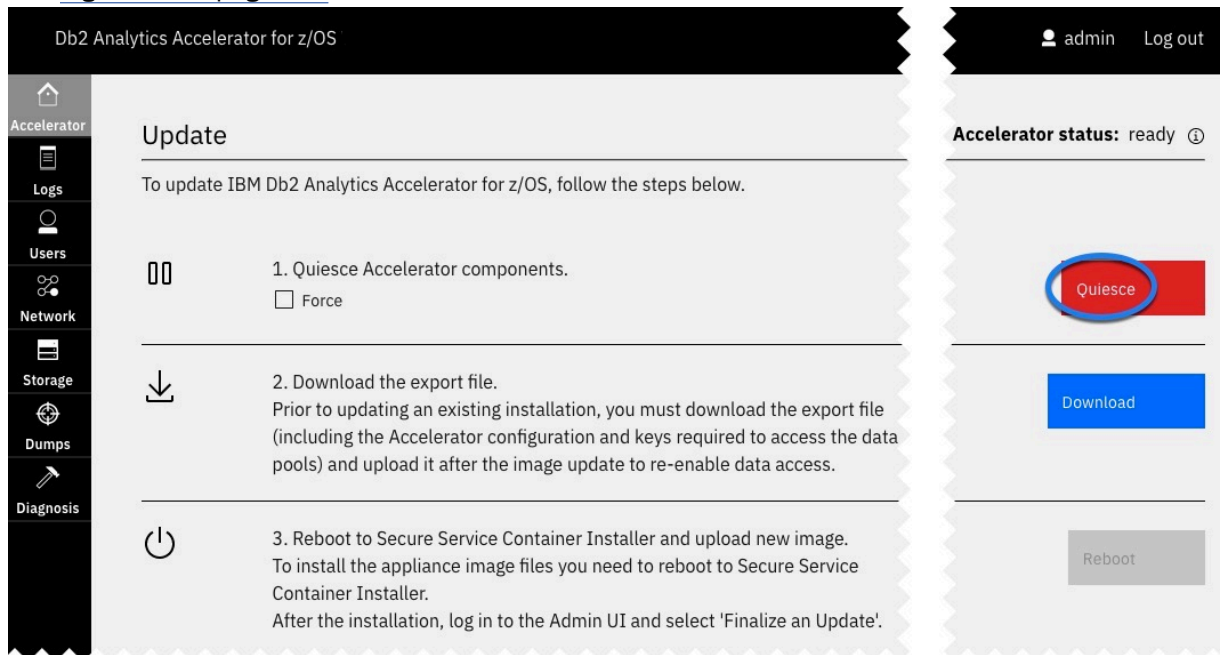 Db2 Analytics Accelerator for z/OS
admin Log out
Accelerator
Logs
Users
Network
Storage
Dumps
Diagnosis
Update
Accelerator status: ready
To update IBM Db2 Analytics Accelerator for z/OS, follow the steps below.
1. Quiesce Accelerator components.
Force
Quiesce
2. Download the export file.
Prior to updating an existing installation, you must download the export file
(including the Accelerator configuration and keys required to access the data
pools) and upload it after the image update to re-enable data access.
Download
3. Reboot to Secure Service Container Installer and upload new image.
To install the appliance image files you need to reboot to Secure Service
Container Installer.
After the installation, log in to the Admin UI and select 'Finalize an Update'.
Reboot